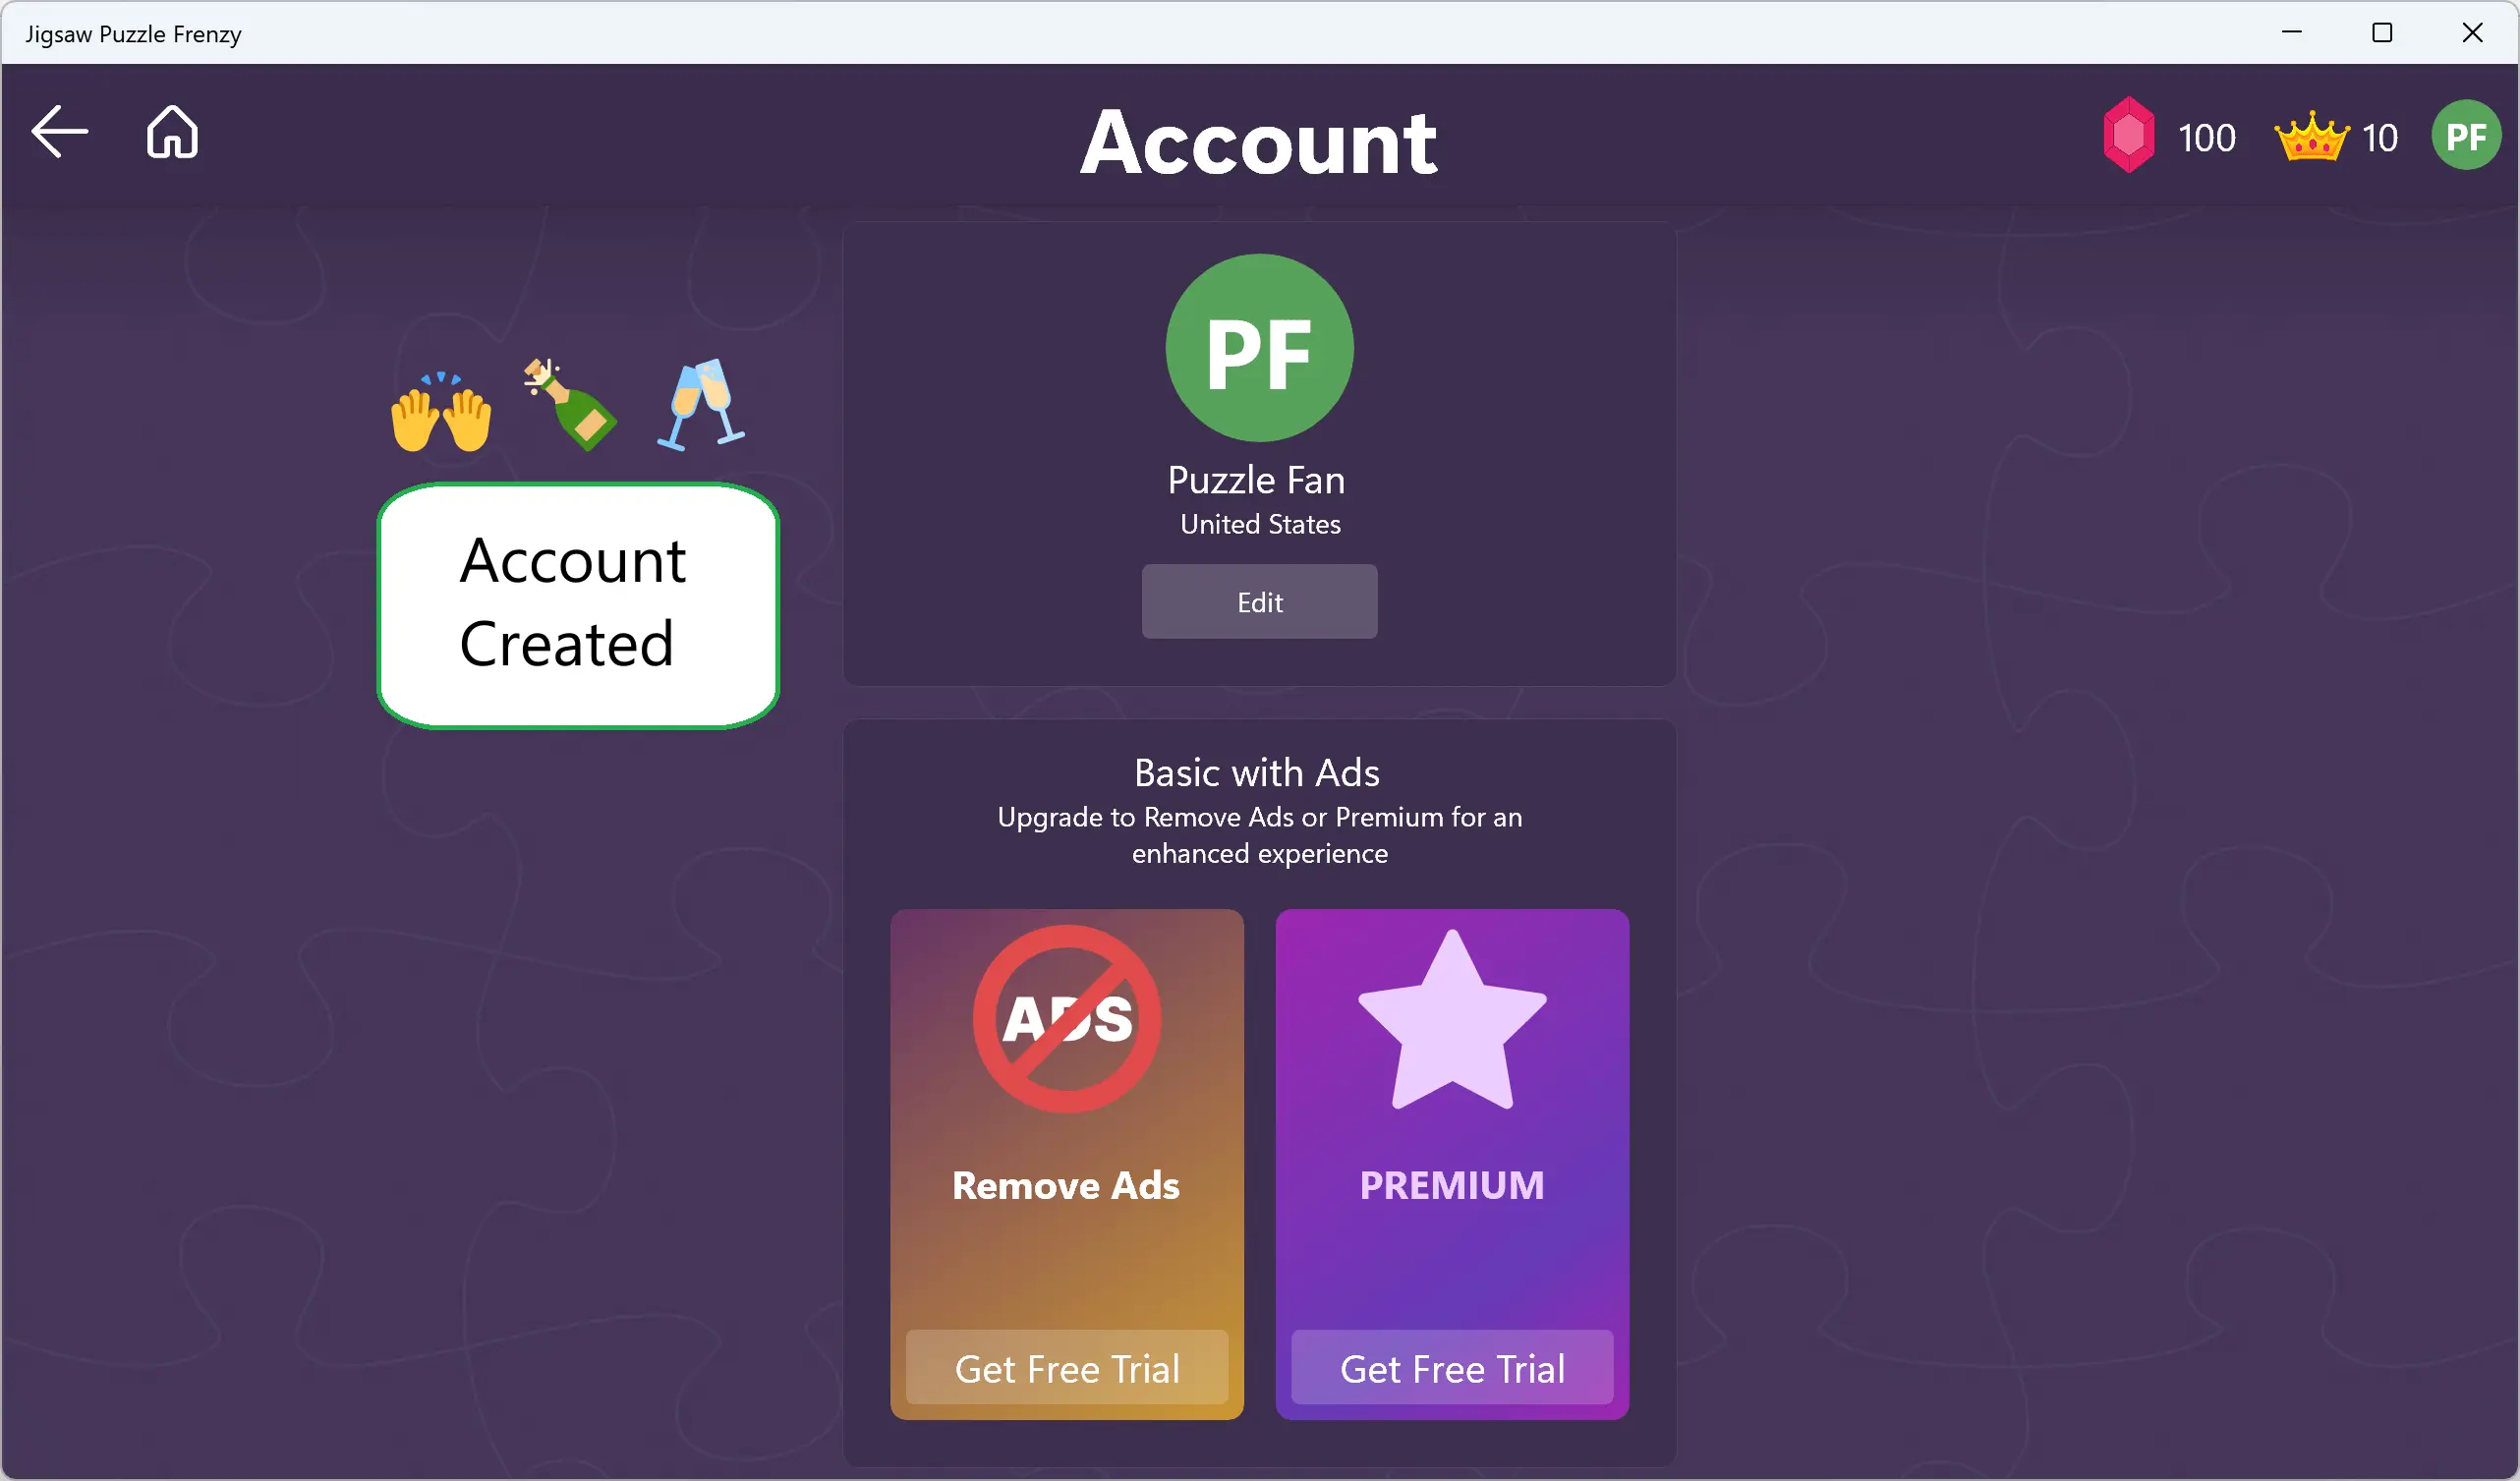 Jigsaw Puzzle Frenzy
Account
100
10
PF
PF
Puzzle Fan
United States
Edit
Account
Created
Basic with Ads
Upgrade to Remove Ads or Premium for an
enhanced experience
ADS
Remove Ads
Get Free Trial
PREMIUM
Get Free Trial